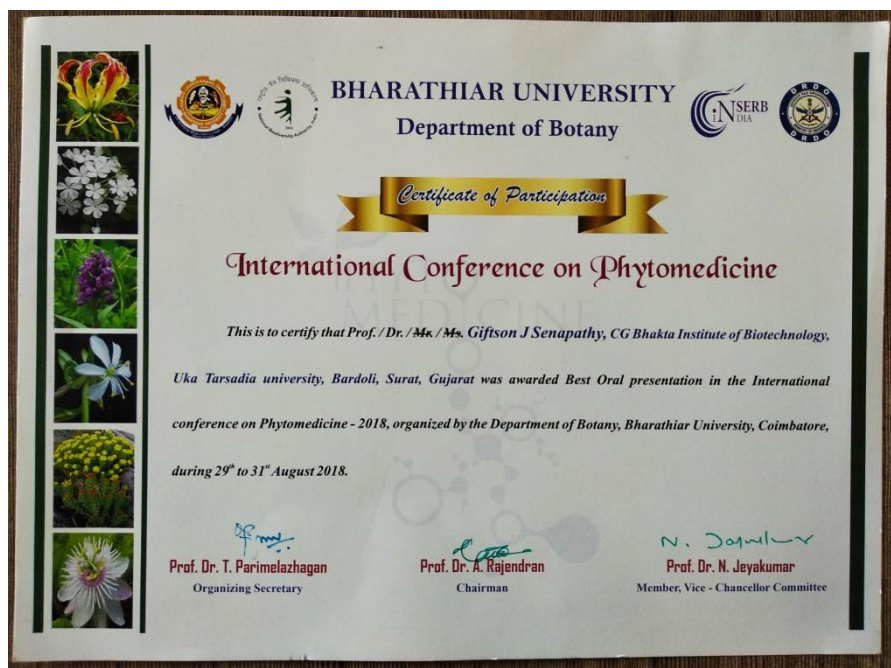 BHARATHIAR UNIVERSITY
Department of Botany
SERB
iNDIA
DRDO
DRDO
Certificate of Participation
International Conference on Phytomedicine
PHYTO
MEDICINE
This is to certify that Prof. / Dr. / Mr. / Ms. Giftson J Senapathy, CG Bhakta Institute of Biotechnology,
Uka Tarsadia university, Bardoli, Surat, Gujarat was awarded Best Oral presentation in the International
conference on Phytomedicine - 2018, organized by the Department of Botany, Bharathiar University, Coimbatore,
during 29th to 31st August 2018.
N. Jayakumar
Prof. Dr. T. Parimelazhagan
Prof. Dr. A. Rajendran
Prof. Dr. N. Jeyakumar
Organizing Secretary
Chairman
Member, Vice - Chancellor Committee